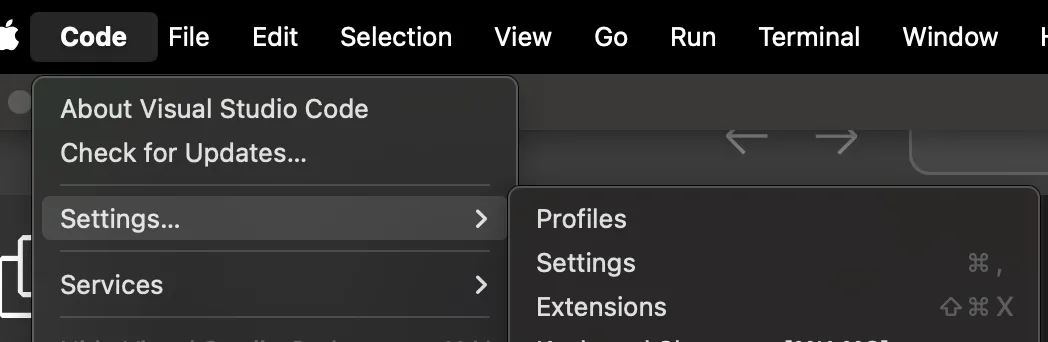 Code File Edit Selection View Go Run Terminal Window
About Visual Studio Code
Check for Updates...
Settings...
Profiles
Settings ⌘ ,
Services
Extensions ⇧ ⌘ X